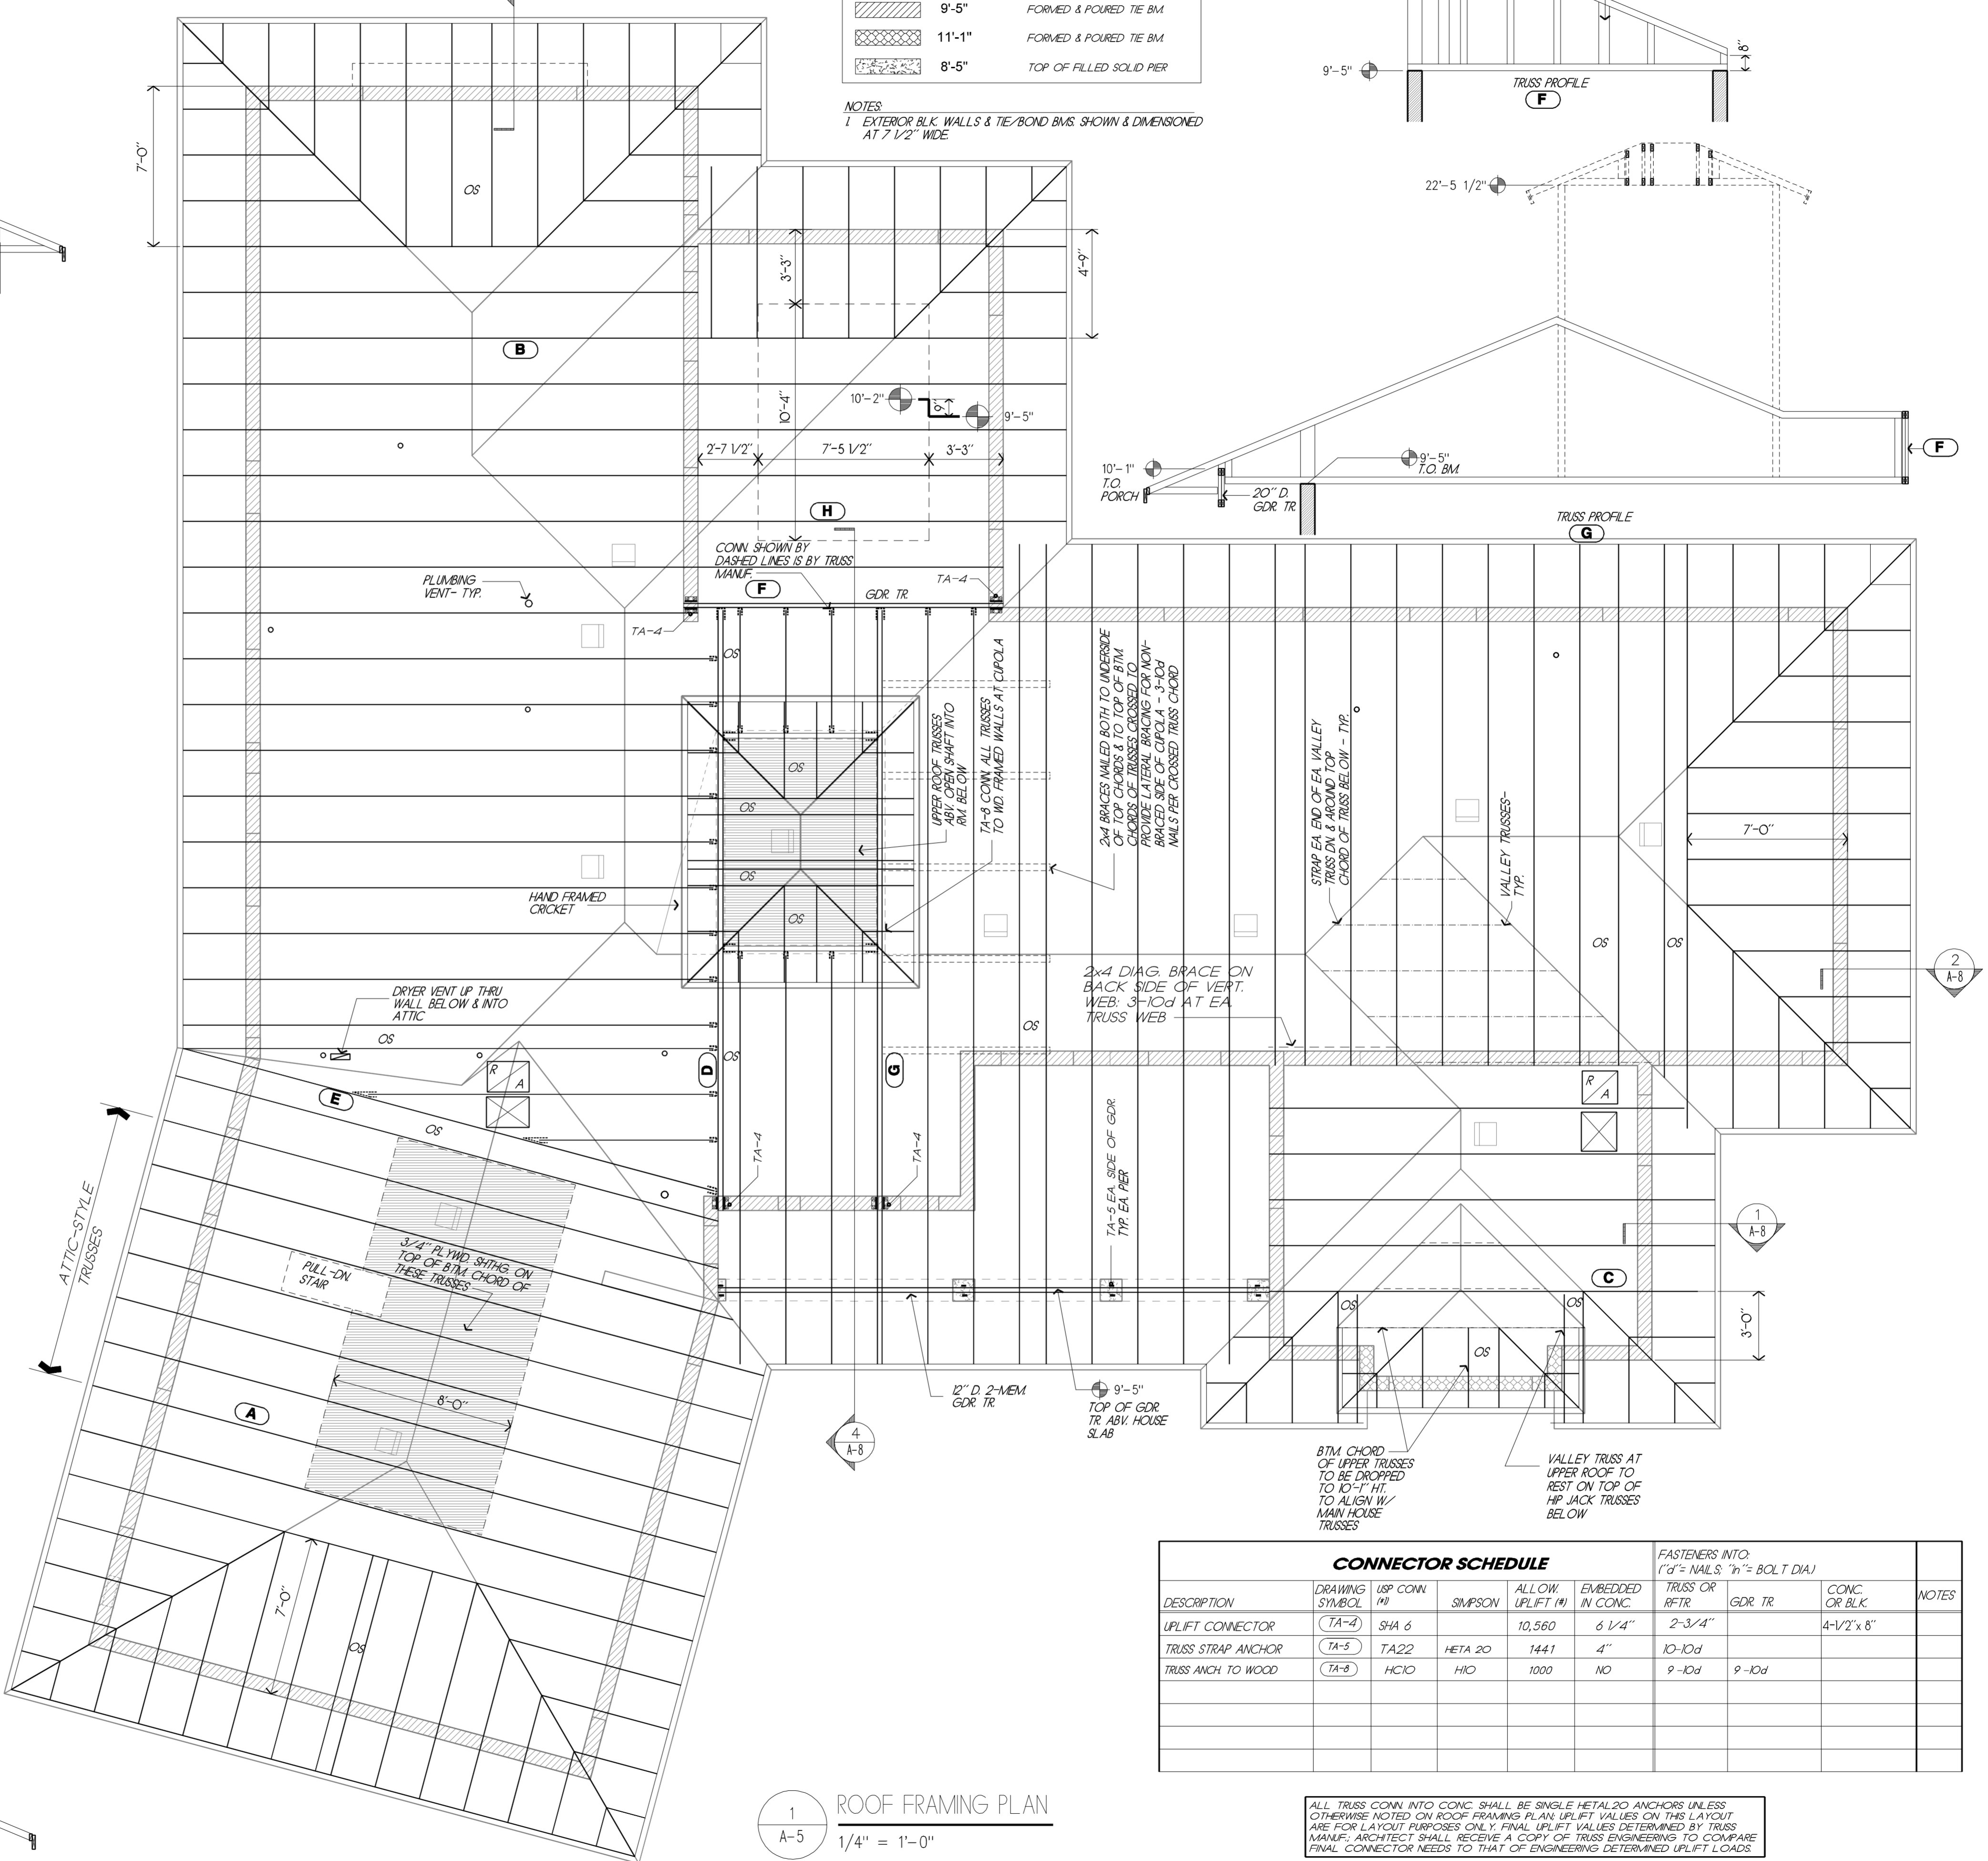 9'-5" FORMED & POURED TIE BM.
11'-1" FORMED & POURED TIE BM.
8'-5" TOP OF FILLED SOLID PIER
NOTES:
1. EXTERIOR BLK. WALLS & TIE/BOND BMS. SHOWN & DIMENSIONED
AT 7 1/2" WIDE.
8"
9'-5"
TRUSS PROFILE
F
22'-5 1/2"
10'-1"
T.O.
PORCH
20" D.
GDR. TR.
9'-5"
T.O. BM.
F
TRUSS PROFILE
G
7'-0"
OS
3'-3"
4'-9"
B
10'-2"
9"
9'-5"
10'-4"
2'-7 1/2"
7'-5 1/2"
3'-3"
H
CONN. SHOWN BY
DASHED LINES IS BY TRUSS
MANUF.
F
GDR. TR.
TA-4
TA-4
PLUMBING
VENT- TYP.
OS
OS
OS
OS
OS
UPPER ROOF TRUSSES
ABV. OPEN SHAFT INTO
RM. BELOW
TA-8 CONN. ALL TRUSSES
TO WD. FRAMED WALLS AT CUPOLA
2x4 BRACES NAILED BOTH TO UNDERSIDE
OF TOP CHORDS & TO TOP OF BTM.
CHORDS OF TRUSSES CROSSED TO
PROVIDE LATERAL BRACING FOR NON-
BRACED SIDE OF CUPOLA - 3-10d
NAILS PER CROSSED TRUSS CHORD
STRAP EA. END OF EA. VALLEY
TRUSS DN. & AROUND TOP
CHORD OF TRUSS BELOW - TYP.
VALLEY TRUSSES-
TYP.
7'-0"
OS
OS
HAND FRAMED
CRICKET
2
A-8
2x4 DIAG. BRACE ON
BACK SIDE OF VERT.
WEB: 3-10d AT EA.
TRUSS WEB
DRYER VENT UP THRU
WALL BELOW & INTO
ATTIC
OS
OS
OS
R
A
D
G
E
OS
R
A
TA-4
TA-4
TA-5 EA. SIDE OF GDR.
TYP. EA. PIER
ATTIC-STYLE
TRUSSES
3/4" PLYWD. SHTHG. ON
TOP OF BTM. CHORD OF
THESE TRUSSES
PULL-DN.
STAIR
1
A-8
C
OS
OS
OS
3'-0"
8'-0"
A
12" D. 2-MEM.
GDR. TR.
9'-5"
TOP OF GDR.
TR. ABV. HOUSE
SLAB
4
A-8
BTM. CHORD
OF UPPER TRUSSES
TO BE DROPPED
TO 10'-1" HT.
TO ALIGN W/
MAIN HOUSE
TRUSSES
VALLEY TRUSS AT
UPPER ROOF TO
REST ON TOP OF
HIP JACK TRUSSES
BELOW
7'-0"
OS
CONNECTOR SCHEDULE
FASTENERS INTO:
("d"= NAILS; "in"= BOLT DIA.)
DESCRIPTION DRAWING SYMBOL USP CONN. (#1) SIMPSON ALLOW. UPLIFT (#) EMBEDDED IN CONC. TRUSS OR RFTR. GDR. TR. CONC. OR BLK. NOTES
UPLIFT CONNECTOR TA-4 SHA 6 10,560 6 1/4" 2-3/4" 4-1/2" x 8"
TRUSS STRAP ANCHOR TA-5 TA22 HETA 20 1441 4" 10-10d
TRUSS ANCH. TO WOOD TA-8 HC10 H10 1000 NO 9 -10d 9 -10d
1
A-5
ROOF FRAMING PLAN
1/4" = 1'-0"
ALL TRUSS CONN. INTO CONC. SHALL BE SINGLE HETAL20 ANCHORS UNLESS
OTHERWISE NOTED ON ROOF FRAMING PLAN; UPLIFT VALUES ON THIS LAYOUT
ARE FOR LAYOUT PURPOSES ONLY. FINAL UPLIFT VALUES DETERMINED BY TRUSS
MANUF.; ARCHITECT SHALL RECEIVE A COPY OF TRUSS ENGINEERING TO COMPARE
FINAL CONNECTOR NEEDS TO THAT OF ENGINEERING DETERMINED UPLIFT LOADS.